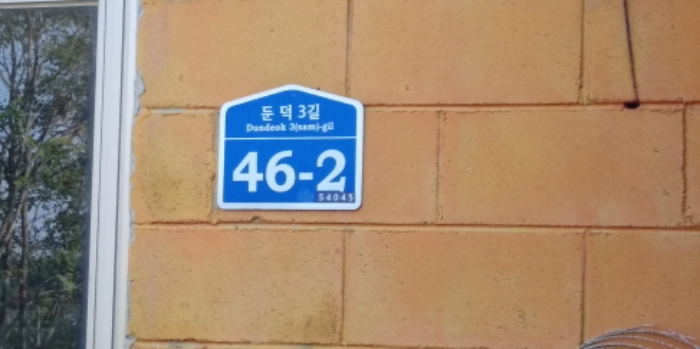 둔덕 3길
Dundeok 3(sam)-gil
46-2
54045